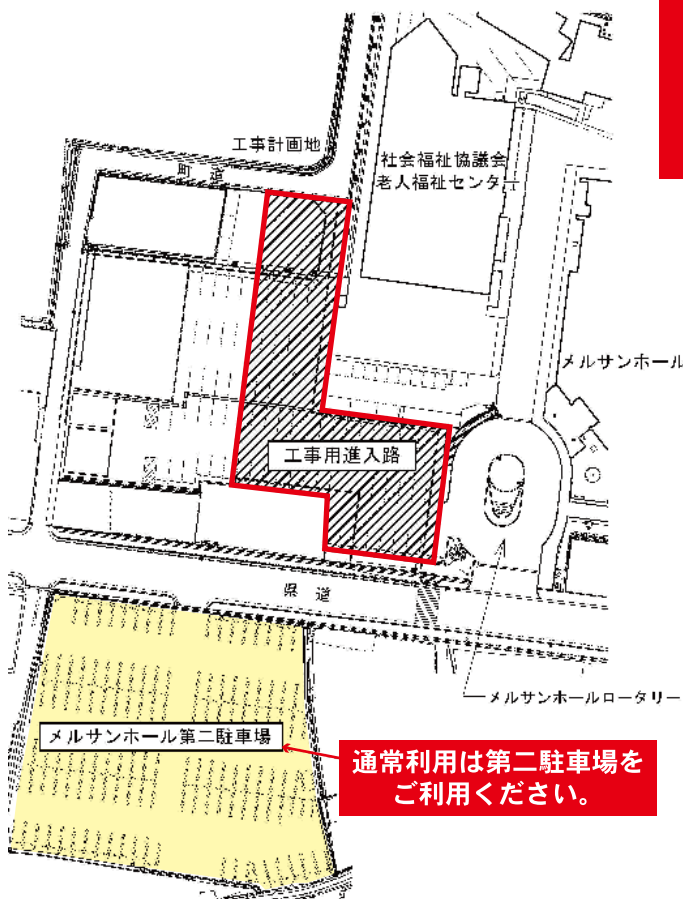 工事計画地
町道
社会福祉協議会
老人福祉センター
メルサンホール
工事用進入路
県道
メルサンホールロータリー
メルサンホール第二駐車場
通常利用は第二駐車場を
ご利用ください。